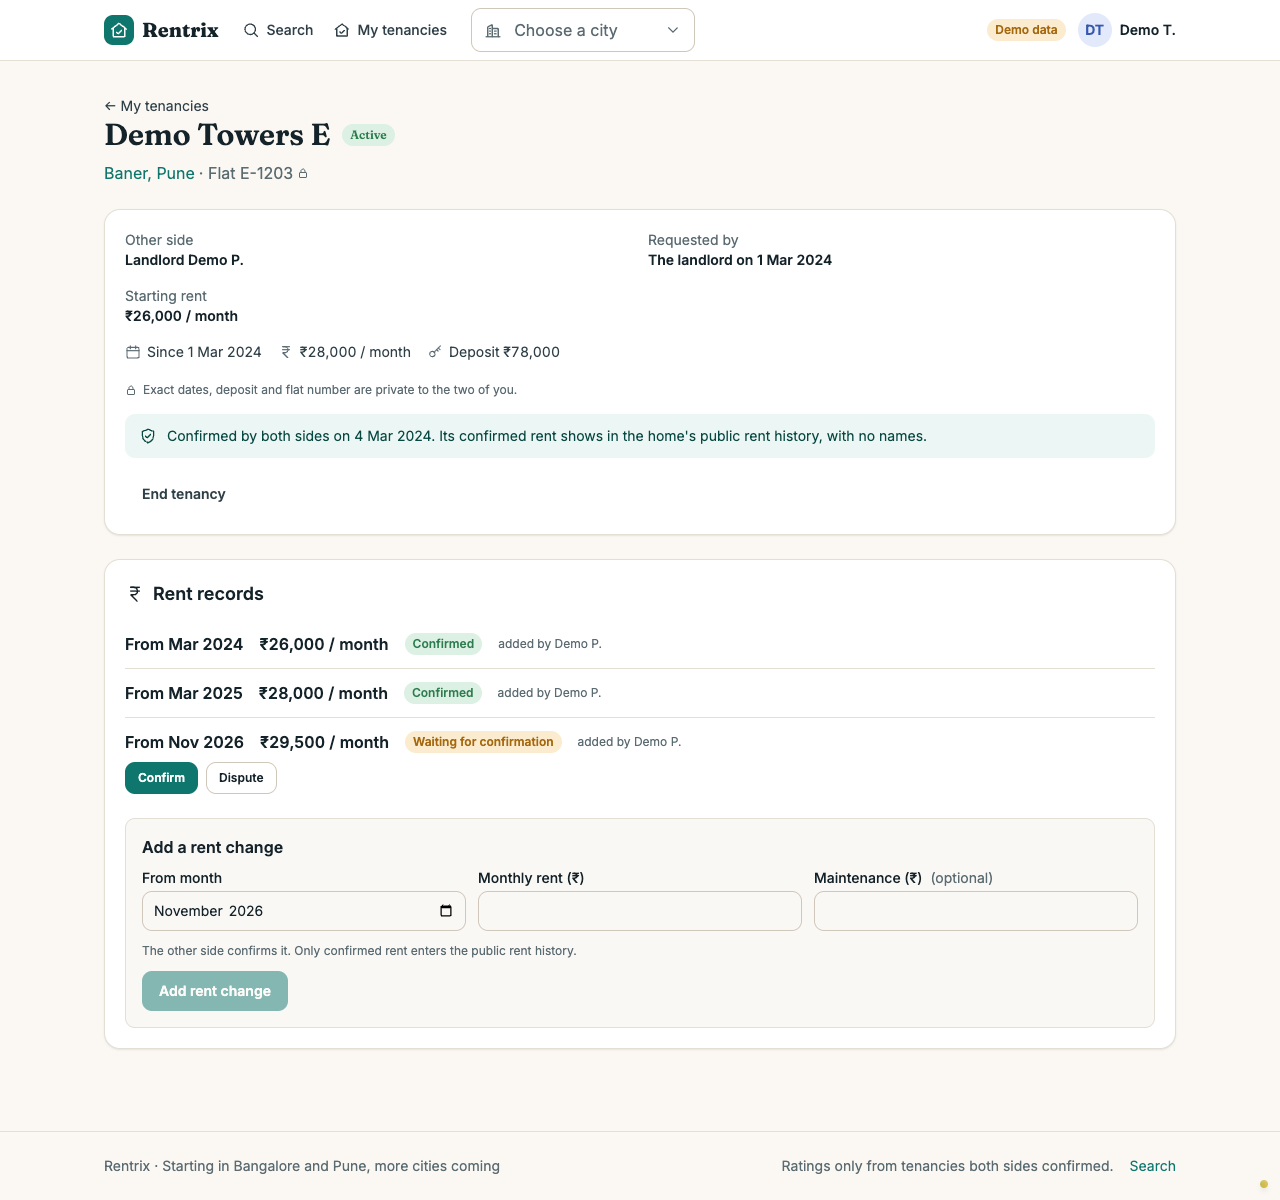 Rentrix
Search
My tenancies
Choose a city
Demo data
DT
Demo T.
← My tenancies
Demo Towers E
Active
Baner, Pune · Flat E-1203
Other side
Landlord Demo P.
Requested by
The landlord on 1 Mar 2024
Starting rent
₹26,000 / month
Since 1 Mar 2024
₹ ₹28,000 / month
Deposit ₹78,000
Exact dates, deposit and flat number are private to the two of you.
Confirmed by both sides on 4 Mar 2024. Its confirmed rent shows in the home's public rent history, with no names.
End tenancy
₹ Rent records
From Mar 2024 ₹26,000 / month Confirmed added by Demo P.
From Mar 2025 ₹28,000 / month Confirmed added by Demo P.
From Nov 2026 ₹29,500 / month Waiting for confirmation added by Demo P.
Confirm
Dispute
Add a rent change
From month
Monthly rent (₹)
Maintenance (₹) (optional)
November 2026
The other side confirms it. Only confirmed rent enters the public rent history.
Add rent change
Rentrix · Starting in Bangalore and Pune, more cities coming
Ratings only from tenancies both sides confirmed.
Search